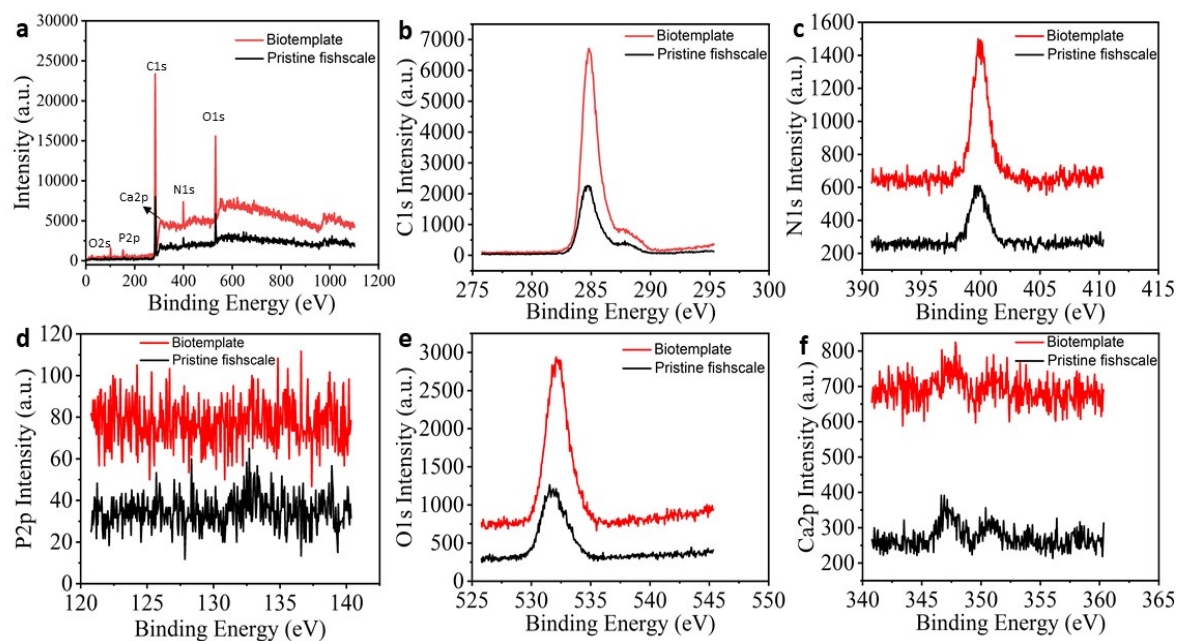 a
30000
25000
20000
15000
10000
5000
0
Intensity (a.u.)
Biotemplate
Pristine fishscale
C1s
O1s
Ca2p
N1s
O2s
P2p
0 200 400 600 800 1000 1200
Binding Energy (eV)
b
7000
6000
5000
4000
3000
2000
1000
0
C1s Intensity (a.u.)
Biotemplate
Pristine fishscale
275 280 285 290 295 300
Binding Energy (eV)
c
1600
1400
1200
1000
800
600
400
200
N1s Intensity (a.u.)
Biotemplate
Pristine fishscale
390 395 400 405 410 415
Binding Energy (eV)
d
120
100
80
60
40
20
0
P2p Intensity (a.u.)
Biotemplate
Pristine fishscale
120 125 130 135 140
Binding Energy (eV)
e
3000
2500
2000
1500
1000
500
0
O1s Intensity (a.u.)
Biotemplate
Pristine fishscale
525 530 535 540 545 550
Binding Energy (eV)
f
800
700
600
500
400
300
200
Ca2p Intensity (a.u.)
Biotemplate
Pristine fishscale
340 345 350 355 360 365
Binding Energy (eV)